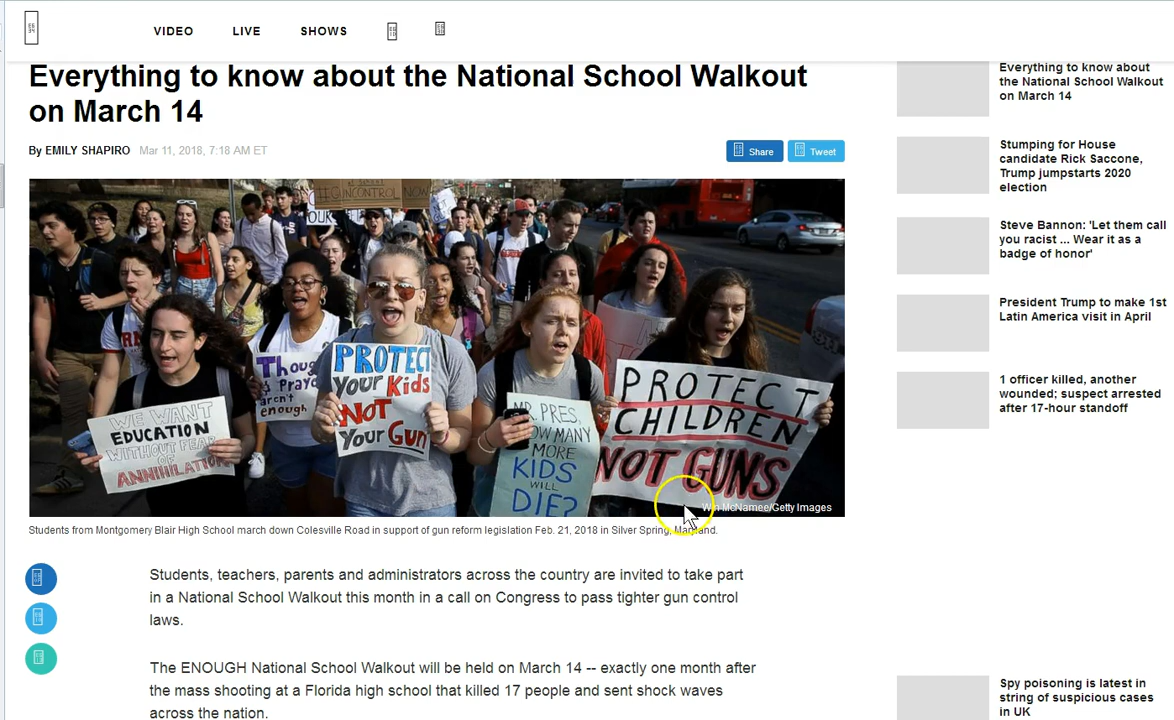 VIDEO LIVE SHOWS
Everything to know about the National School Walkout
on March 14
By EMILY SHAPIRO Mar 11, 2018, 7:18 AM ET
Share Tweet
GUNCONTROL NOW
OUR
WE WANT
EDUCATION
WITHOUT FEAR
OF
ANNIHILATION
Thoug
& Praye
aren't
enough
PROTECT
Your Kids
NOT
Your Gun
MR. PRES,
OW MANY
MORE
KIDS
WILL
DIE?
PROTECT
CHILDREN
NOT GUNS
Win McNamee/Getty Images
Students from Montgomery Blair High School march down Colesville Road in support of gun reform legislation Feb. 21, 2018 in Silver Spring, Maryland.
Students, teachers, parents and administrators across the country are invited to take part
in a National School Walkout this month in a call on Congress to pass tighter gun control
laws.
The ENOUGH National School Walkout will be held on March 14 -- exactly one month after
the mass shooting at a Florida high school that killed 17 people and sent shock waves
across the nation.
Everything to know about
the National School Walkout
on March 14
Stumping for House
candidate Rick Saccone,
Trump jumpstarts 2020
election
Steve Bannon: 'Let them call
you racist ... Wear it as a
badge of honor'
President Trump to make 1st
Latin America visit in April
1 officer killed, another
wounded; suspect arrested
after 17-hour standoff
Spy poisoning is latest in
string of suspicious cases
in UK